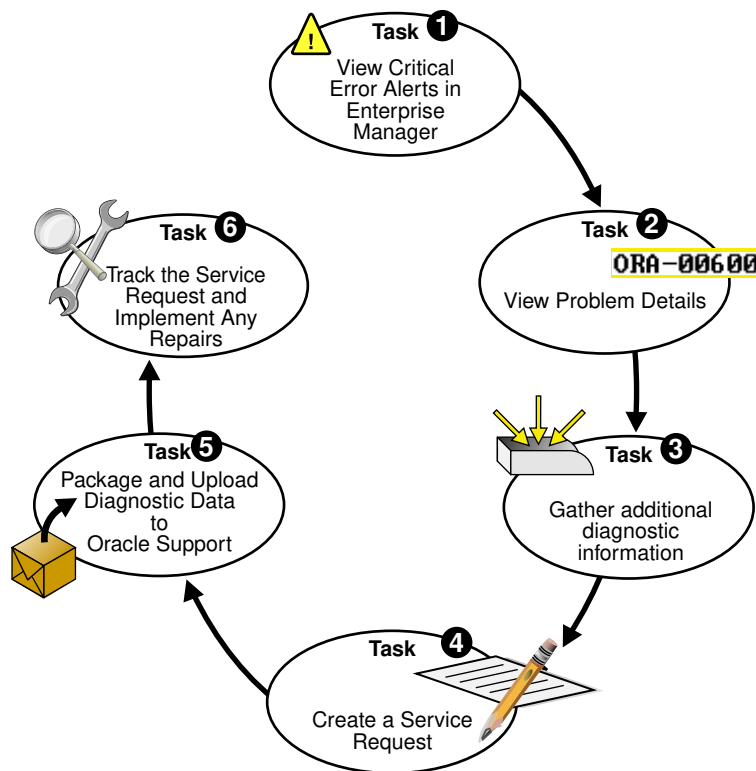 Task 1
!
View Critical
Error Alerts in
Enterprise
Manager
Task 2
ORA-00600
View Problem Details
Task 3
Gather additional
diagnostic
information
Task 4
Create a Service
Request
Task 5
Package and Upload
Diagnostic Data
to
Oracle Support
Task 6
Track the Service
Request and
Implement Any
Repairs